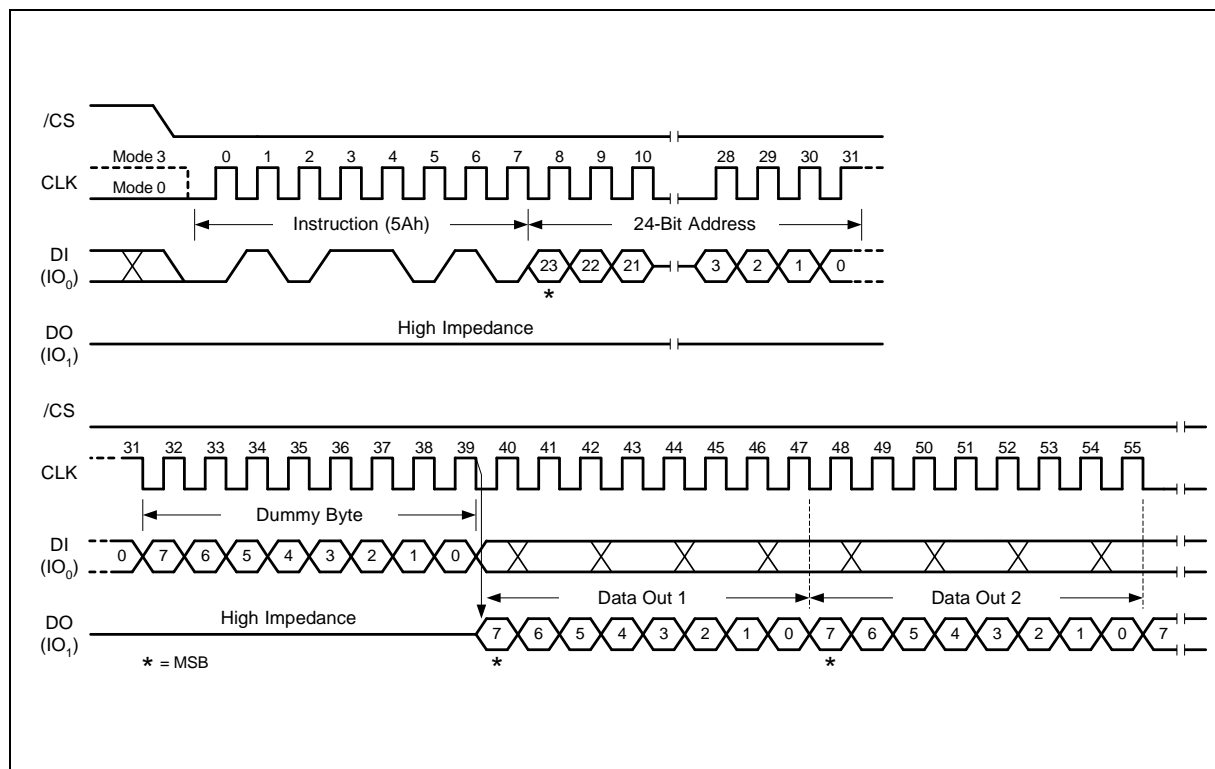 /CS
Mode 3
0 1 2 3 4 5 6 7 8 9 10 28 29 30 31
CLK
Mode 0
Instruction (5Ah) 24-Bit Address
DI
(IO0)
23 22 21 3 2 1 0
*
High Impedance
DO
(IO1)
/CS
31 32 33 34 35 36 37 38 39 40 41 42 43 44 45 46 47 48 49 50 51 52 53 54 55
CLK
Dummy Byte
DI
(IO0)
0 7 6 5 4 3 2 1 0
Data Out 1 Data Out 2
High Impedance
DO
(IO1)
7 6 5 4 3 2 1 0 7 6 5 4 3 2 1 0 7
* = MSB * *